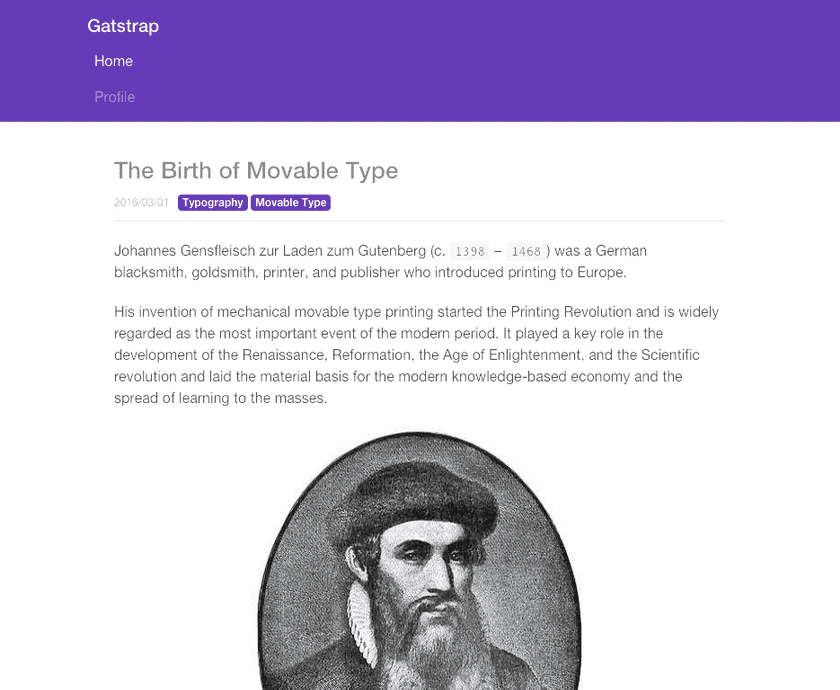 Gatstrap
Home
Profile
The Birth of Movable Type
2016/03/01 Typography Movable Type
Johannes Gensfleisch zur Laden zum Gutenberg (c. 1398 – 1468) was a German
blacksmith, goldsmith, printer, and publisher who introduced printing to Europe.
His invention of mechanical movable type printing started the Printing Revolution and is widely
regarded as the most important event of the modern period. It played a key role in the
development of the Renaissance, Reformation, the Age of Enlightenment, and the Scientific
revolution and laid the material basis for the modern knowledge-based economy and the
spread of learning to the masses.